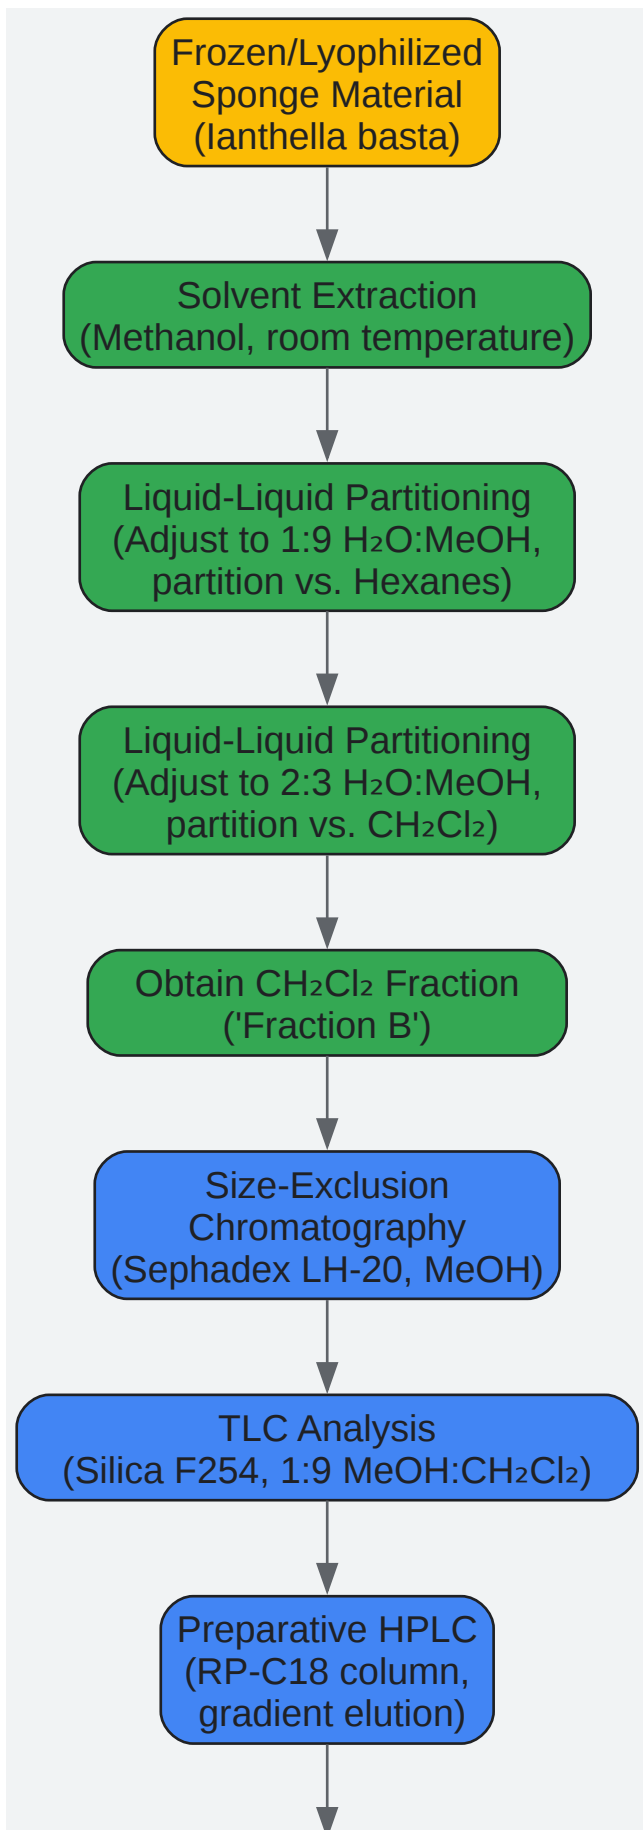 Frozen/Lyophilized
Sponge Material
(Ianthella basta)
Solvent Extraction
(Methanol, room temperature)
Liquid-Liquid Partitioning
(Adjust to 1:9 H₂O:MeOH,
partition vs. Hexanes)
Liquid-Liquid Partitioning
(Adjust to 2:3 H₂O:MeOH,
partition vs. CH₂Cl₂)
Obtain CH₂Cl₂ Fraction
('Fraction B')
Size-Exclusion
Chromatography
(Sephadex LH-20, MeOH)
TLC Analysis
(Silica F254, 1:9 MeOH:CH₂Cl₂)
Preparative HPLC
(RP-C18 column,
gradient elution)